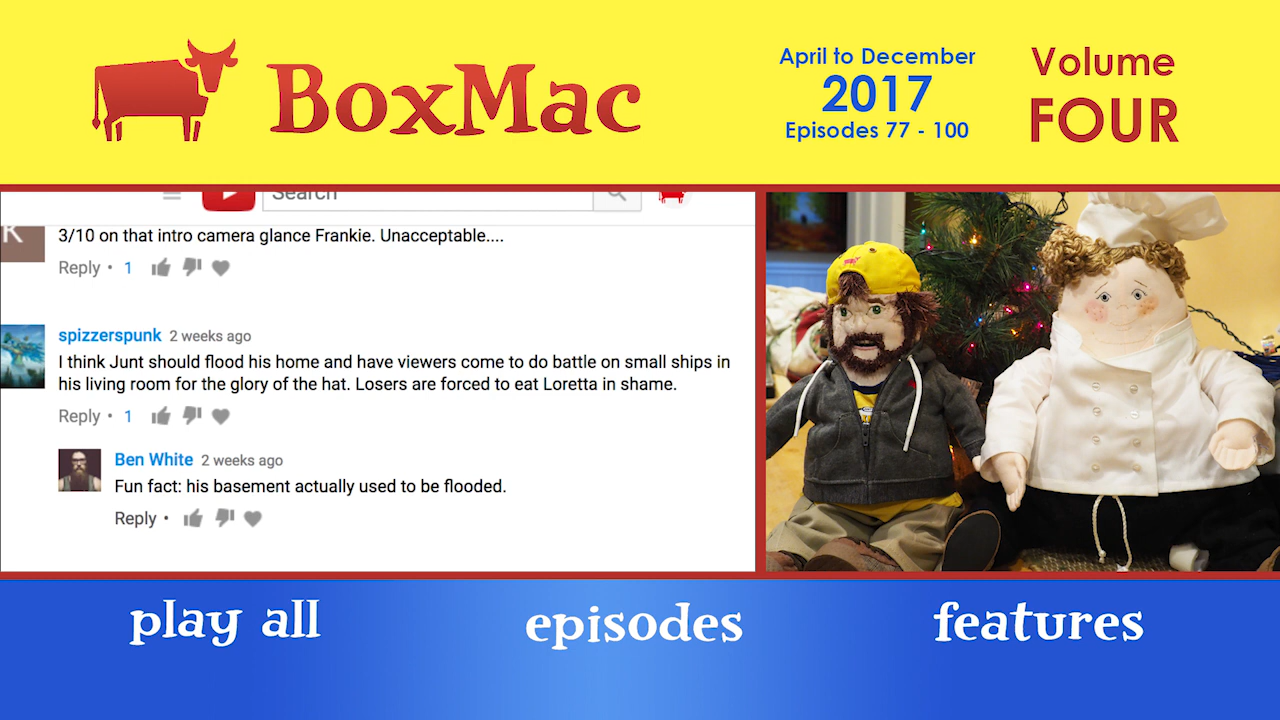 BoxMac
April to December
2017
Episodes 77 - 100
Volume
FOUR
Search
K
3/10 on that intro camera glance Frankie. Unacceptable....
Reply • 1
spizzerspunk 2 weeks ago
I think Junt should flood his home and have viewers come to do battle on small ships in
his living room for the glory of the hat. Losers are forced to eat Loretta in shame.
Reply • 1
Ben White 2 weeks ago
Fun fact: his basement actually used to be flooded.
Reply •
play all
episodes
features